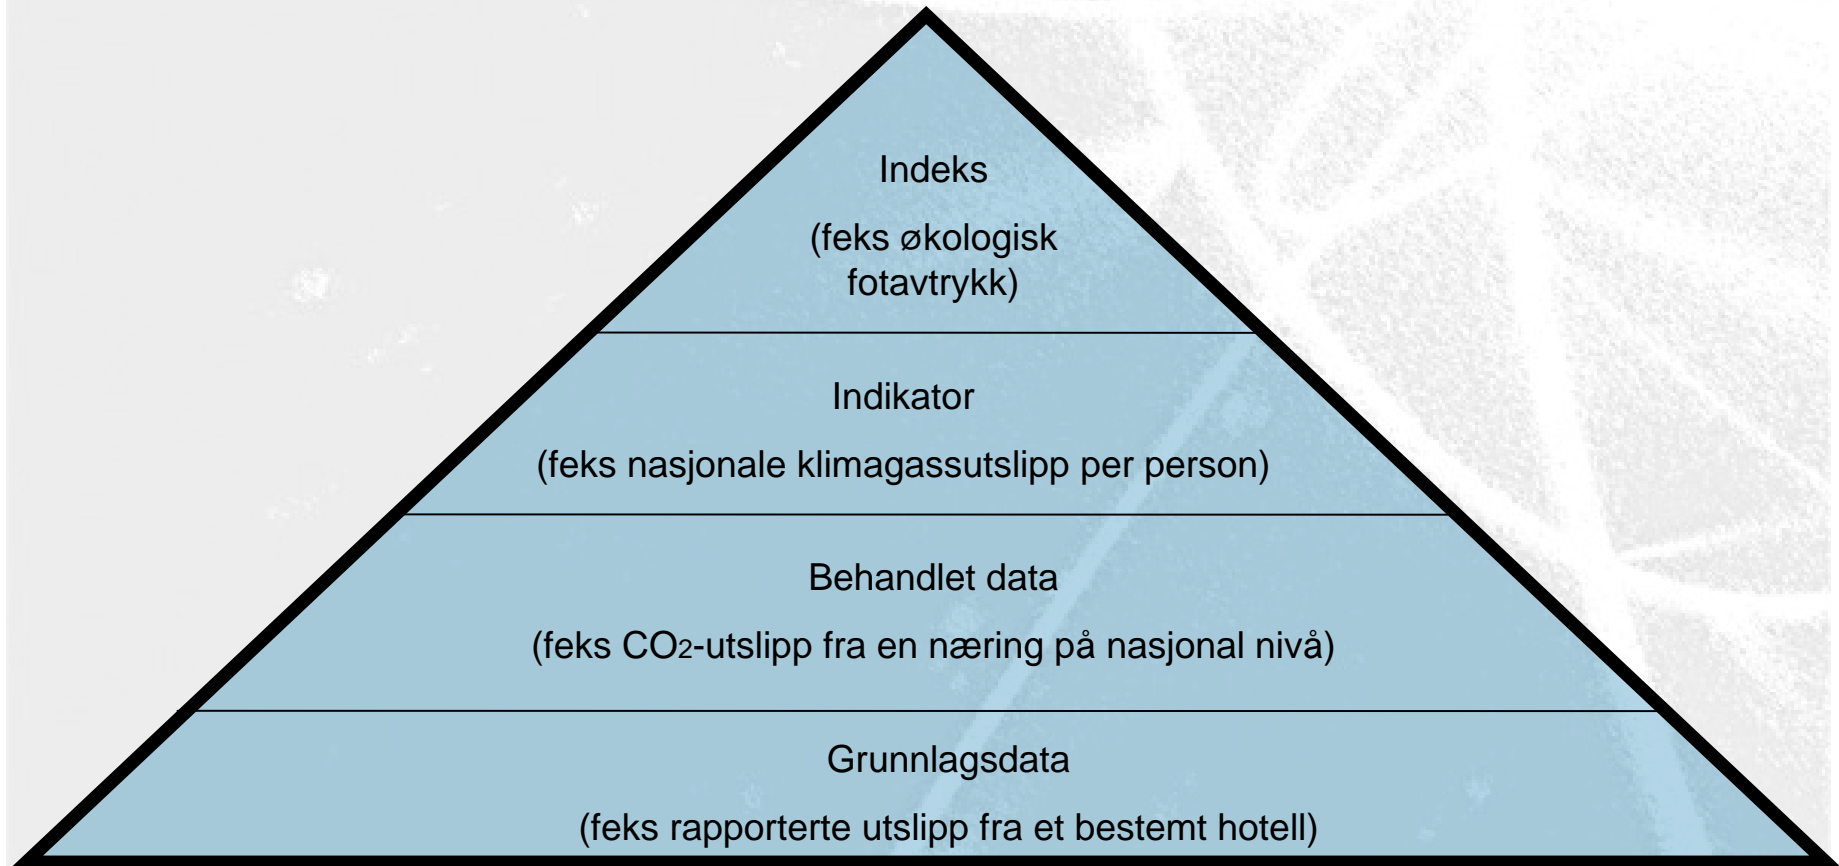 Indeks
(feks økologisk
fotavtrykk)
Indikator
(feks nasjonale klimagassutslipp per person)
Behandlet data
(feks CO2-utslipp fra en næring på nasjonal nivå)
Grunnlagsdata
(feks rapporterte utslipp fra et bestemt hotell)